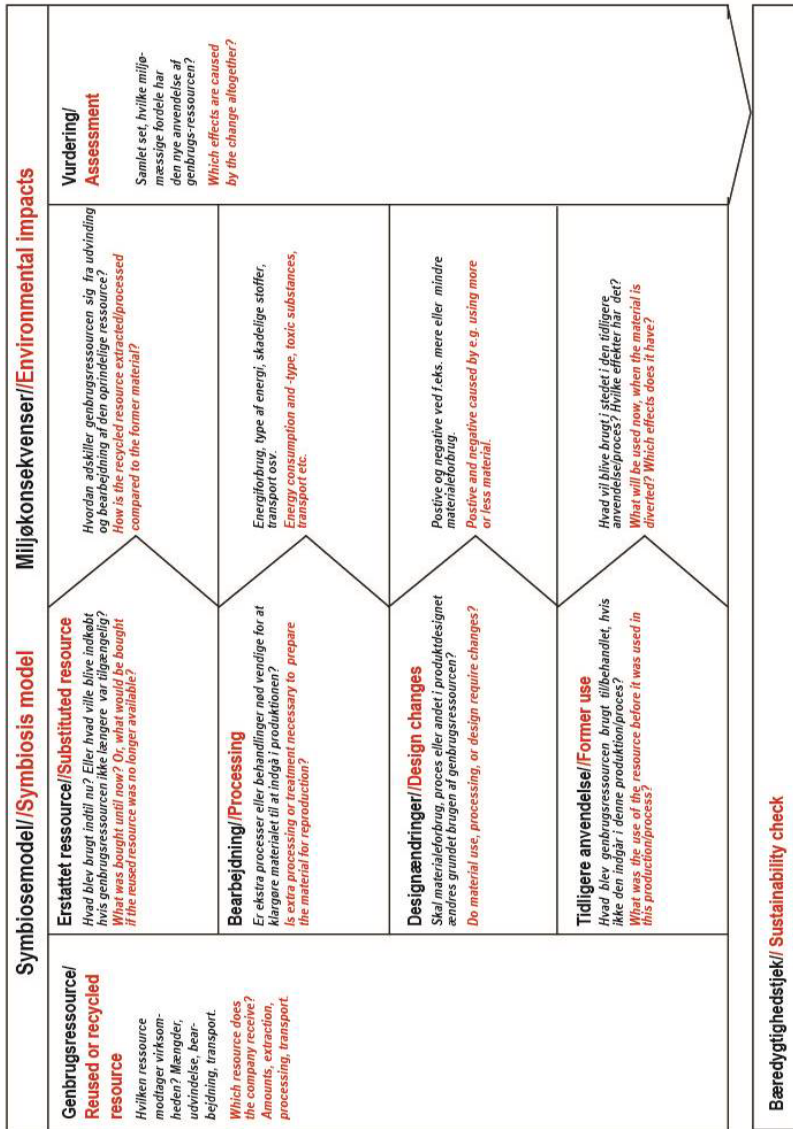 Symbiosemodel//Symbiosis model
Miljøkonsekvenser//Environmental impacts
Genbrugsressource/
Reused or recycled
resource
Hvilken ressource
modtager virksom-
heden? Mængder,
udvindelse, bear-
bejdning, transport.
Which resource does
the company receive?
Amounts, extraction,
processing, transport.
Erstattet ressource//Substituted resource
Hvad blev brugt indtil nu? Eller hvad ville blive indkøbt
hvis genbrugsressourcen ikke længere var tilgængelig?
What was bought until now? Or, what would be bought
if the reused resource was no longer available?
Hvordan adskiller genbrugsressourcen sig fra udvinding
og bearbejdning af den oprindelige ressource?
How is the recycled resource extracted/processed
compared to the former material?
Bearbejdning//Processing
Er ekstra processer eller behandlinger nød vendige for at
klargøre materialet til at indgå i produktionen?
Is extra processing or treatment necessary to prepare
the material for reproduction?
Energiforbrug, type af energi, skadelige stoffer,
transport osv.
Energy consumption and -type, toxic substances,
transport etc.
Designændringer//Design changes
Skal materialeforbrug, proces eller andet i produktdesignet
ændres grundet brugen af genbrugsressourcen?
Do material use, processing, or design require changes?
Postive og negative ved f.eks. mere eller mindre
materialeforbrug.
Postive and negative caused by e.g. using more
or less material.
Tidligere anvendelse//Former use
Hvad blev genbrugsressourcen brugt til/behandlet, hvis
ikke den indgår i denne produktion/proces?
What was the use of the resource before it was used in
this production/process?
Hvad vil blive brugt i stedet i den tidligere
anvendelse/proces? Hvilke effekter har det?
What will be used now, when the material is
diverted? Which effects does it have?
Vurdering/
Assessment
Samlet set, hvilke miljø-
mæssige fordele har
den nye anvendelse af
genbrugs-ressourcen?
Which effects are caused
by the change altogether?
Bæredygtighedstjek// Sustainability check